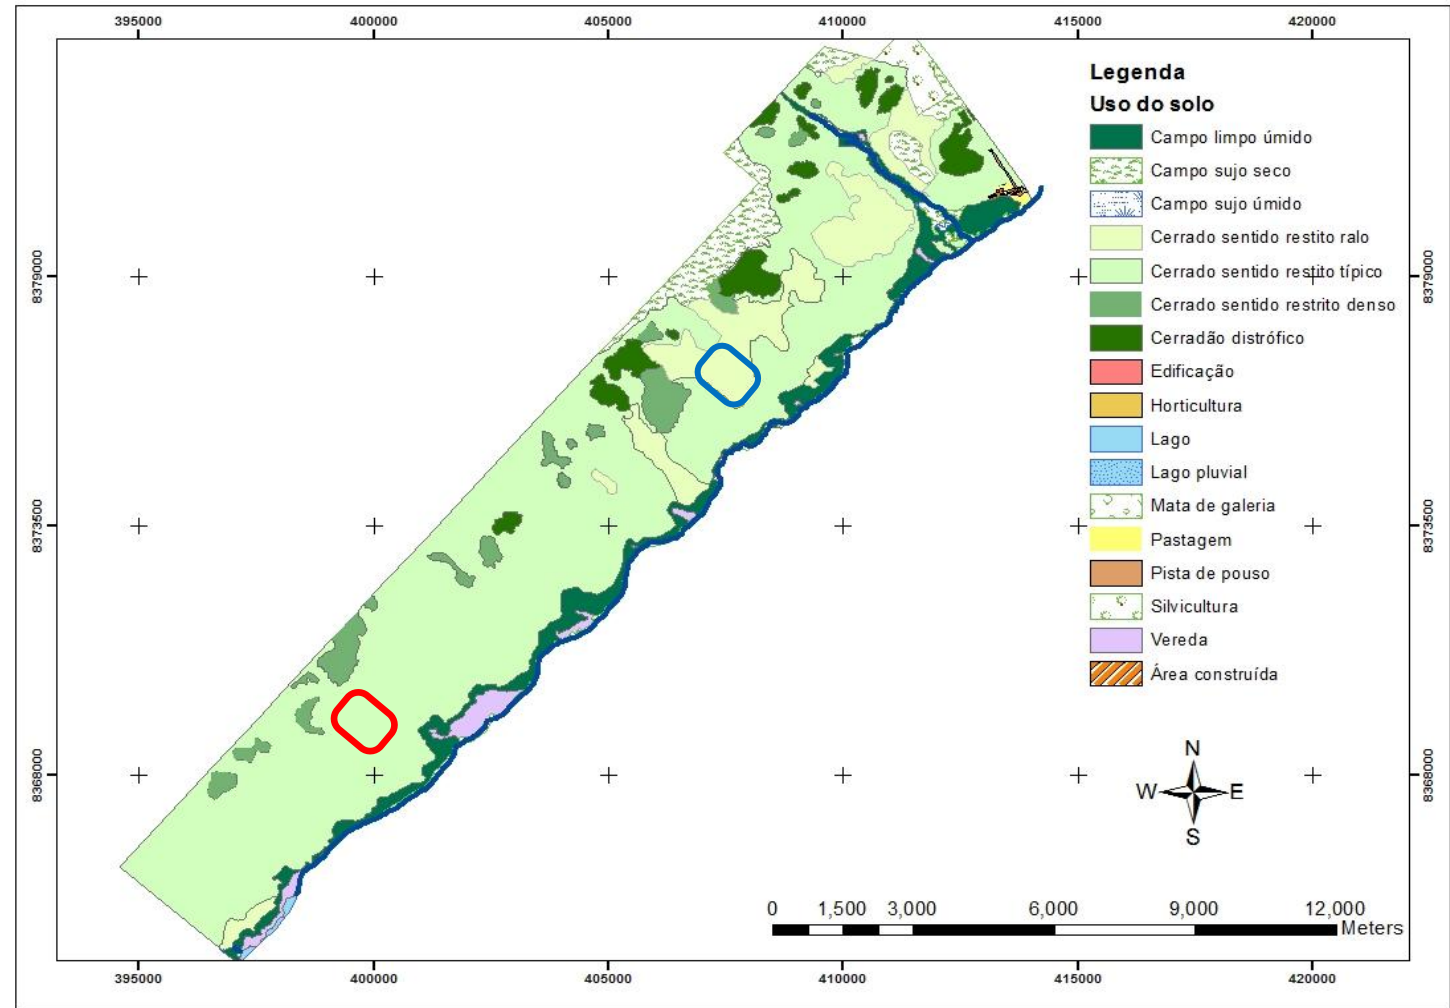 395000 400000 405000 410000 415000 420000
Legenda
Uso do solo
Campo limpo úmido
Campo sujo seco
Campo sujo úmido
Cerrado sentido restito ralo
Cerrado sentido restito típico
Cerrado sentido restrito denso
Cerradão distrófico
Edificação
Horticultura
Lago
Lago pluvial
Mata de galeria
Pastagem
Pista de pouso
Silvicultura
Vereda
Área construída
8379000 8379000
8373500 8373500
8368000 8368000
N
W E
S
0 1,500 3,000 6,000 9,000 12,000
Meters
395000 400000 405000 410000 415000 420000